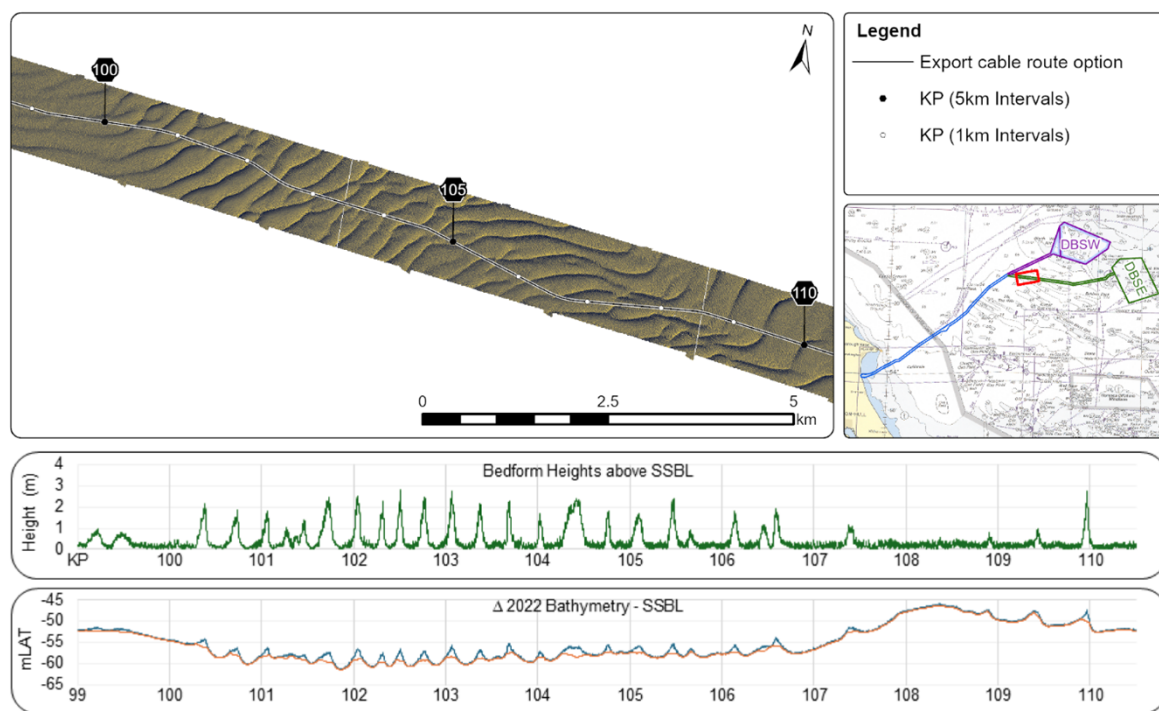 N
100
105
110
0
2.5
5
km
Legend
Export cable route option
KP (5km Intervals)
KP (1km Intervals)
DBSW
DBSE
Bedform Heights above SSBL
Height (m)
4
3
2
1
0
KP 100 101 102 103 104 105 106 107 108 109 110
Δ 2022 Bathymetry - SSBL
mLAT
-45
-50
-55
-60
-65
99 100 101 102 103 104 105 106 107 108 109 110